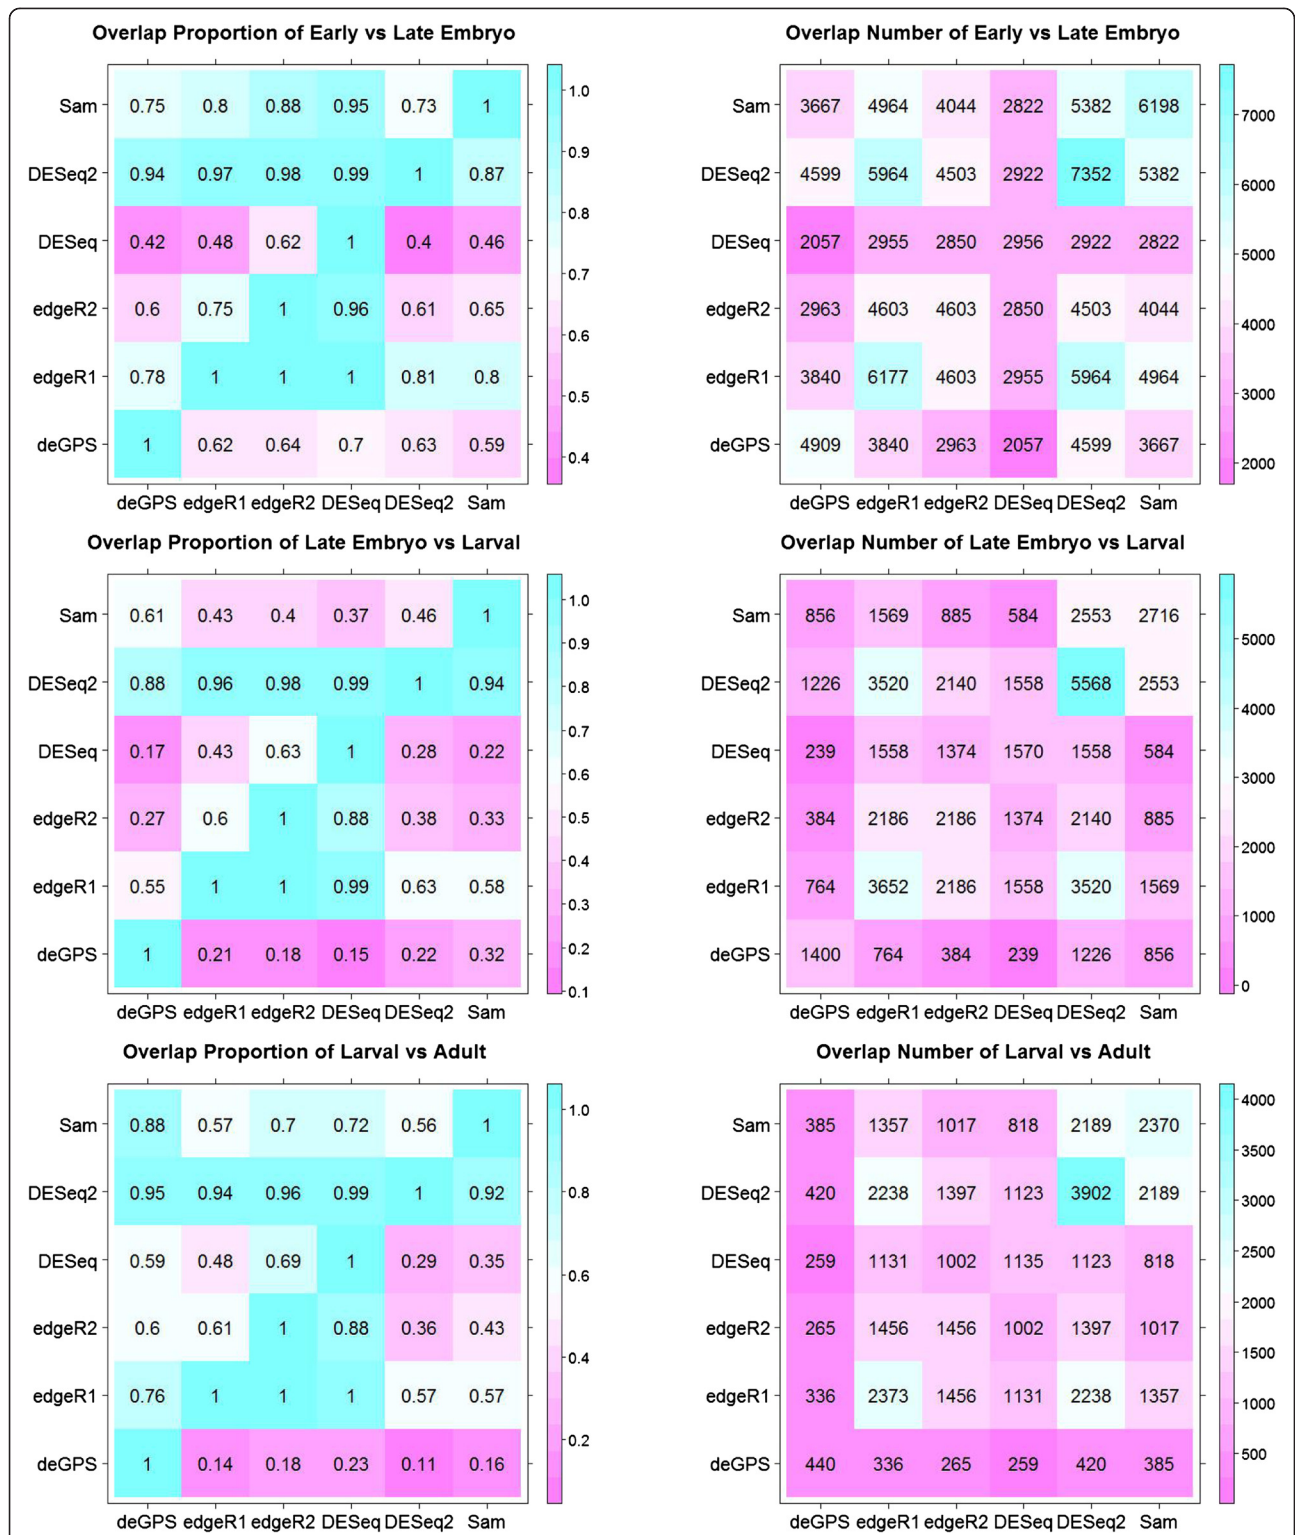 Overlap Proportion of Early vs Late Embryo
Sam 0.75 0.8 0.88 0.95 0.73 1
DESeq2 0.94 0.97 0.98 0.99 1 0.87
DESeq 0.42 0.48 0.62 1 0.4 0.46
edgeR2 0.6 0.75 1 0.96 0.61 0.65
edgeR1 0.78 1 1 1 0.81 0.8
deGPS 1 0.62 0.64 0.7 0.63 0.59
deGPS edgeR1 edgeR2 DESeq DESeq2 Sam
1.0
0.9
0.8
0.7
0.6
0.5
0.4
Overlap Number of Early vs Late Embryo
Sam 3667 4964 4044 2822 5382 6198
DESeq2 4599 5964 4503 2922 7352 5382
DESeq 2057 2955 2850 2956 2922 2822
edgeR2 2963 4603 4603 2850 4503 4044
edgeR1 3840 6177 4603 2955 5964 4964
deGPS 4909 3840 2963 2057 4599 3667
deGPS edgeR1 edgeR2 DESeq DESeq2 Sam
7000
6000
5000
4000
3000
2000
Overlap Proportion of Late Embryo vs Larval
Sam 0.61 0.43 0.4 0.37 0.46 1
DESeq2 0.88 0.96 0.98 0.99 1 0.94
DESeq 0.17 0.43 0.63 1 0.28 0.22
edgeR2 0.27 0.6 1 0.88 0.38 0.33
edgeR1 0.55 1 1 0.99 0.63 0.58
deGPS 1 0.21 0.18 0.15 0.22 0.32
deGPS edgeR1 edgeR2 DESeq DESeq2 Sam
1.0
0.9
0.8
0.7
0.6
0.5
0.4
0.3
0.2
0.1
Overlap Number of Late Embryo vs Larval
Sam 856 1569 885 584 2553 2716
DESeq2 1226 3520 2140 1558 5568 2553
DESeq 239 1558 1374 1570 1558 584
edgeR2 384 2186 2186 1374 2140 885
edgeR1 764 3652 2186 1558 3520 1569
deGPS 1400 764 384 239 1226 856
deGPS edgeR1 edgeR2 DESeq DESeq2 Sam
5000
4000
3000
2000
1000
0
Overlap Proportion of Larval vs Adult
Sam 0.88 0.57 0.7 0.72 0.56 1
DESeq2 0.95 0.94 0.96 0.99 1 0.92
DESeq 0.59 0.48 0.69 1 0.29 0.35
edgeR2 0.6 0.61 1 0.88 0.36 0.43
edgeR1 0.76 1 1 1 0.57 0.57
deGPS 1 0.14 0.18 0.23 0.11 0.16
deGPS edgeR1 edgeR2 DESeq DESeq2 Sam
1.0
0.8
0.6
0.4
0.2
Overlap Number of Larval vs Adult
Sam 385 1357 1017 818 2189 2370
DESeq2 420 2238 1397 1123 3902 2189
DESeq 259 1131 1002 1135 1123 818
edgeR2 265 1456 1456 1002 1397 1017
edgeR1 336 2373 1456 1131 2238 1357
deGPS 440 336 265 259 420 385
deGPS edgeR1 edgeR2 DESeq DESeq2 Sam
4000
3500
3000
2500
2000
1500
1000
500